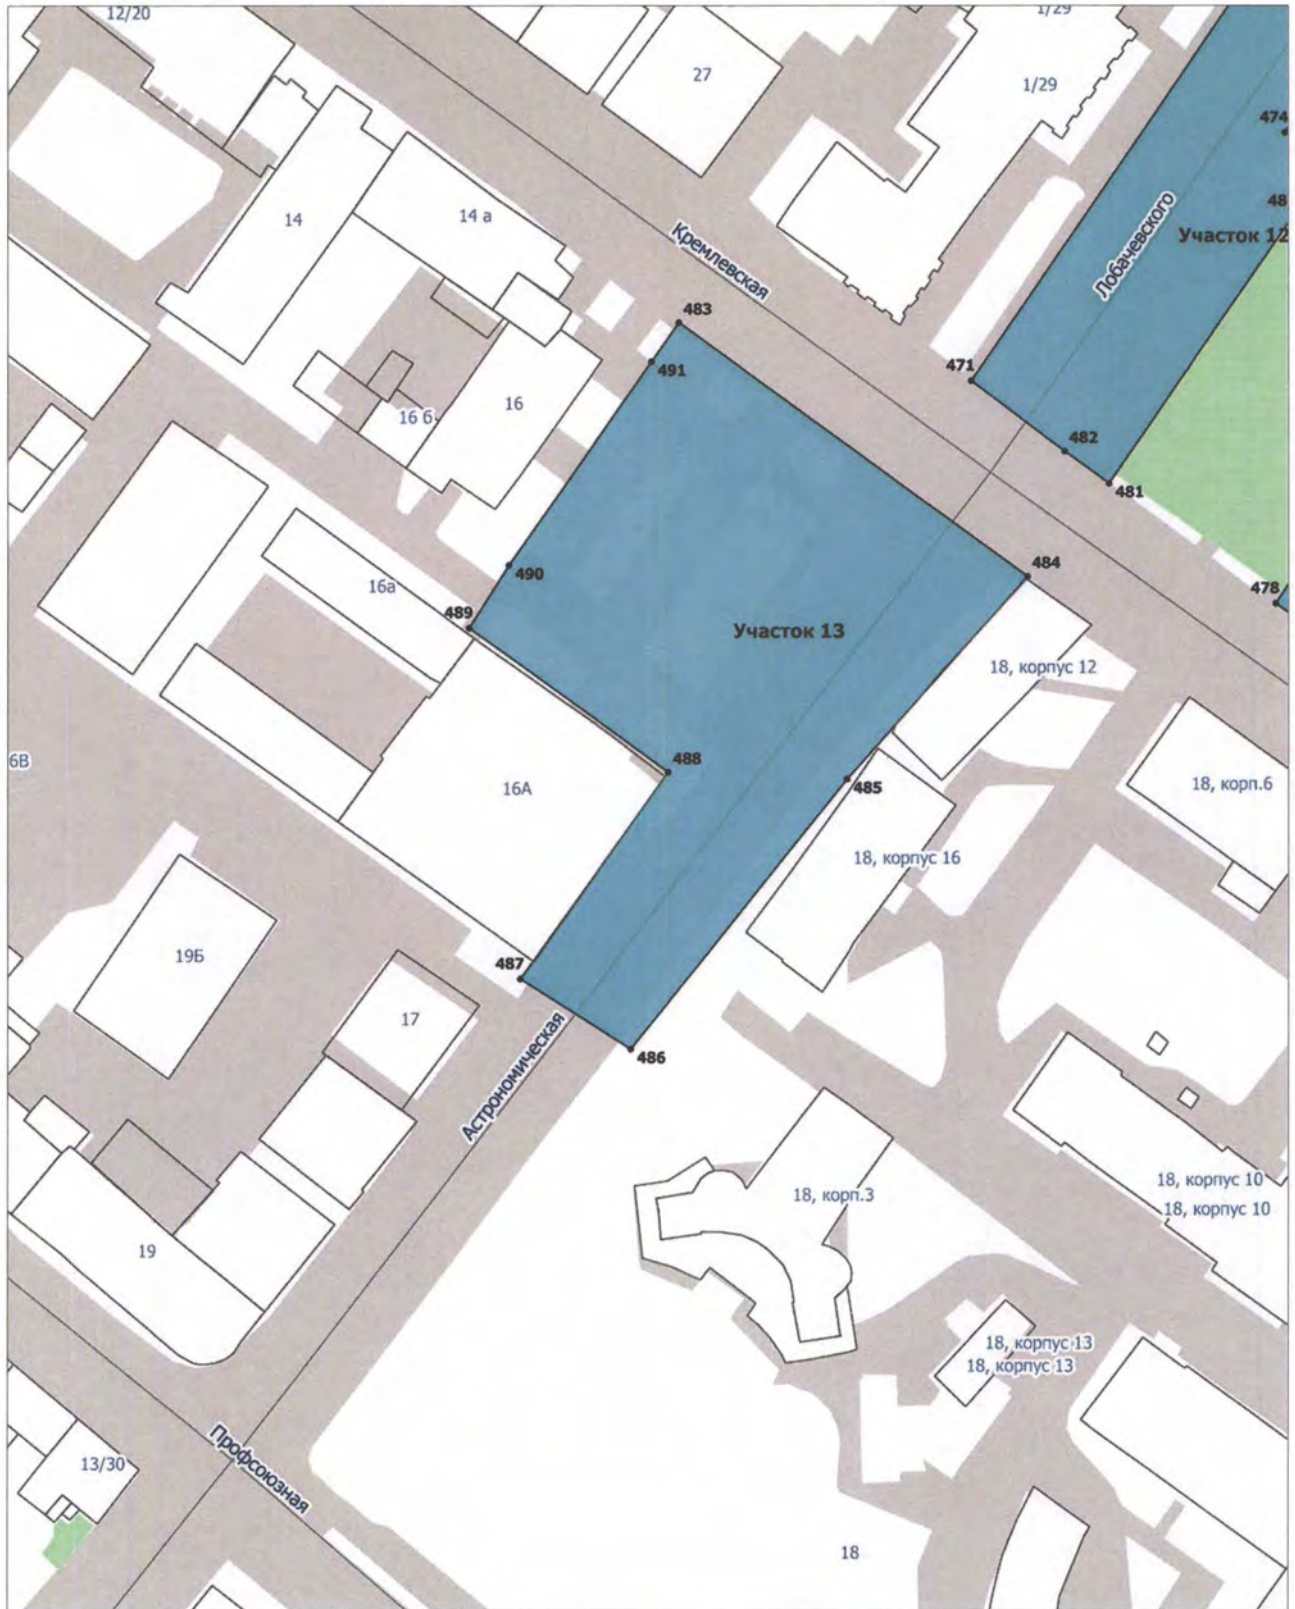 12/20
1/29
27
1/29
474
14
14 а
48
Кремлевская
Лобачевского
Участок 12
483
491
471
16
16 б
482
481
490
484
16а
478
489
Участок 13
18, корпус 12
6В
488
485
16А
18, корп.6
18, корпус 16
19Б
487
17
486
Астрономическая
18, корп.3
18, корпус 10
18, корпус 10
19
18, корпус 13
18, корпус 13
Профсоюзная
13/30
18